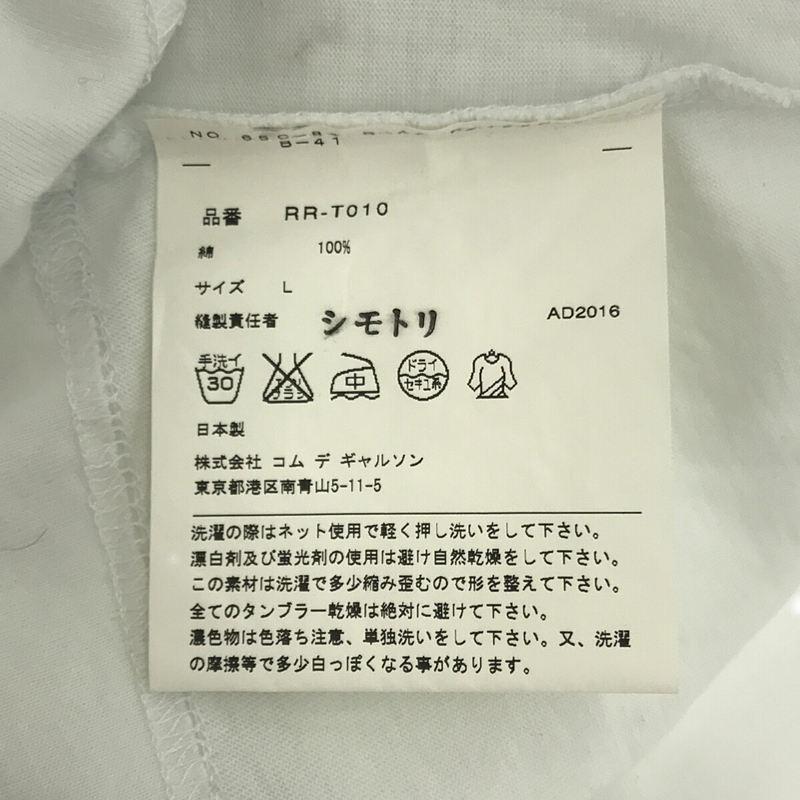 B-41
品番 RR-T010
綿 100%
サイズ L
縫製責任者 シモトリ AD2016
手洗イ
30
中
ドライ
セキユ系
日本製
株式会社 コム デ ギャルソン
東京都港区南青山5-11-5
洗濯の際はネット使用で軽く押し洗いをして下さい。
漂白剤及び蛍光剤の使用は避け自然乾燥をして下さい。
この素材は洗濯で多少縮み歪むので形を整えて下さい。
全てのタンブラー乾燥は絶対に避けて下さい。
濃色物は色落ち注意、単独洗いをして下さい。又、洗濯
の摩擦等で多少白っぽくなる事があります。